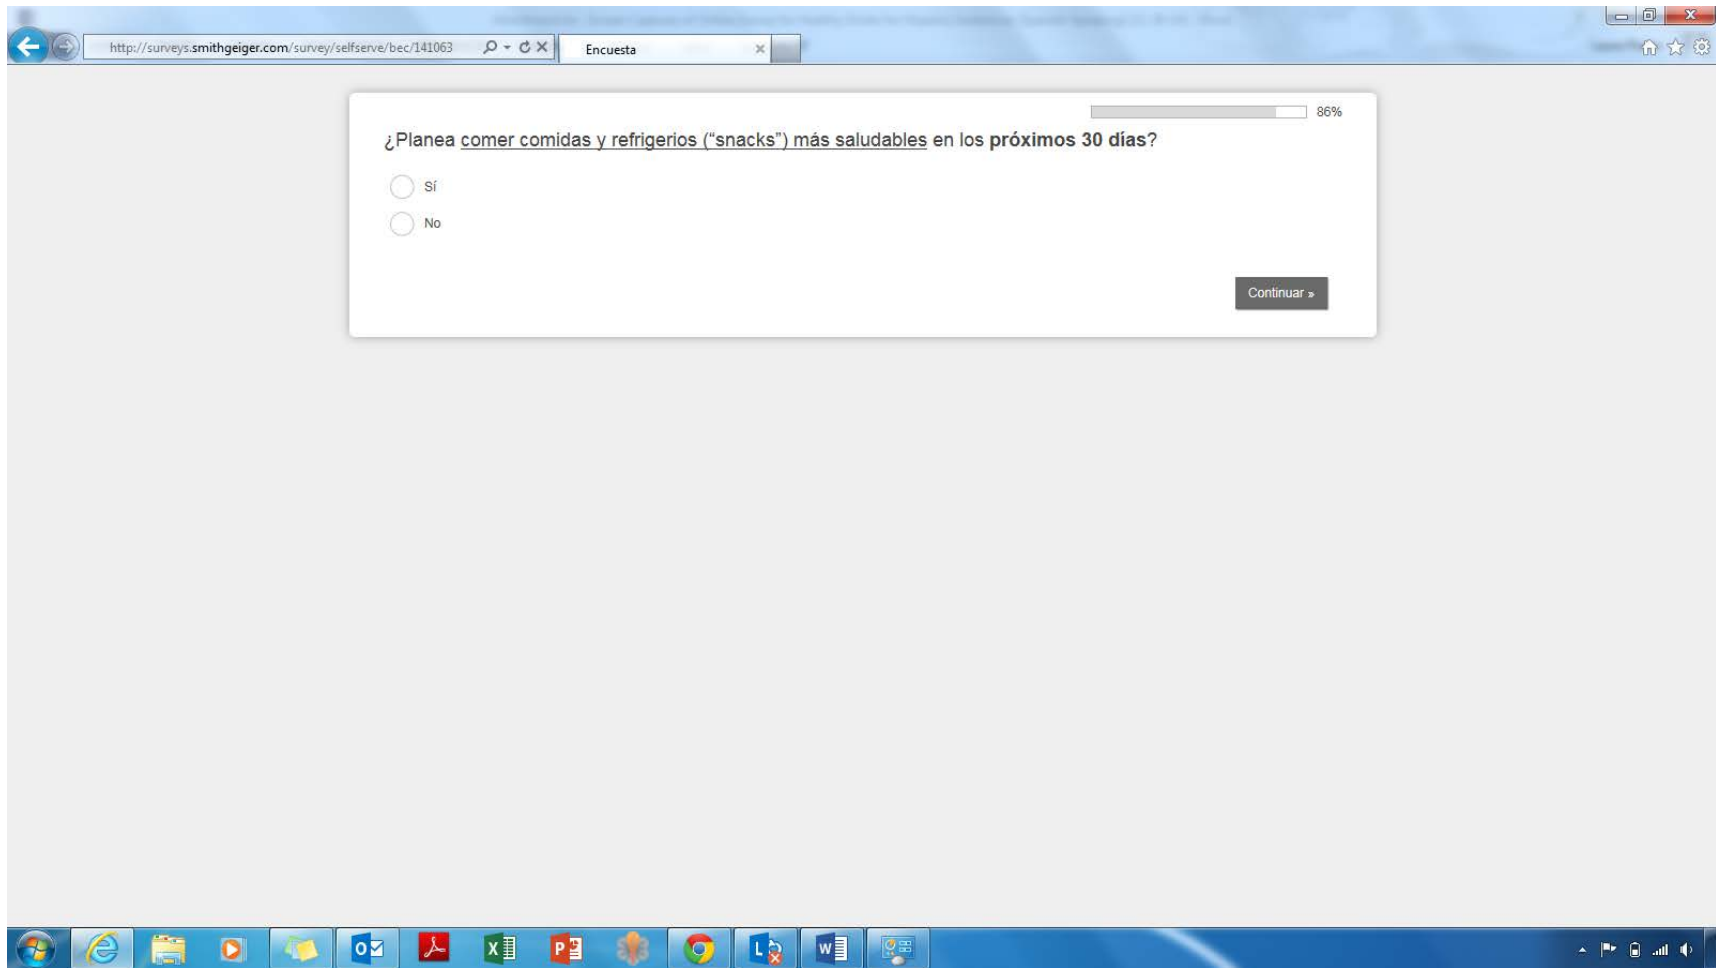 http://surveys.smithgeiger.com/survey/selfserve/bec/141063
Encuesta
86%
¿Planea comer comidas y refrigerios (“snacks”) más saludables en los próximos 30 días?
Sí
No
Continuar »